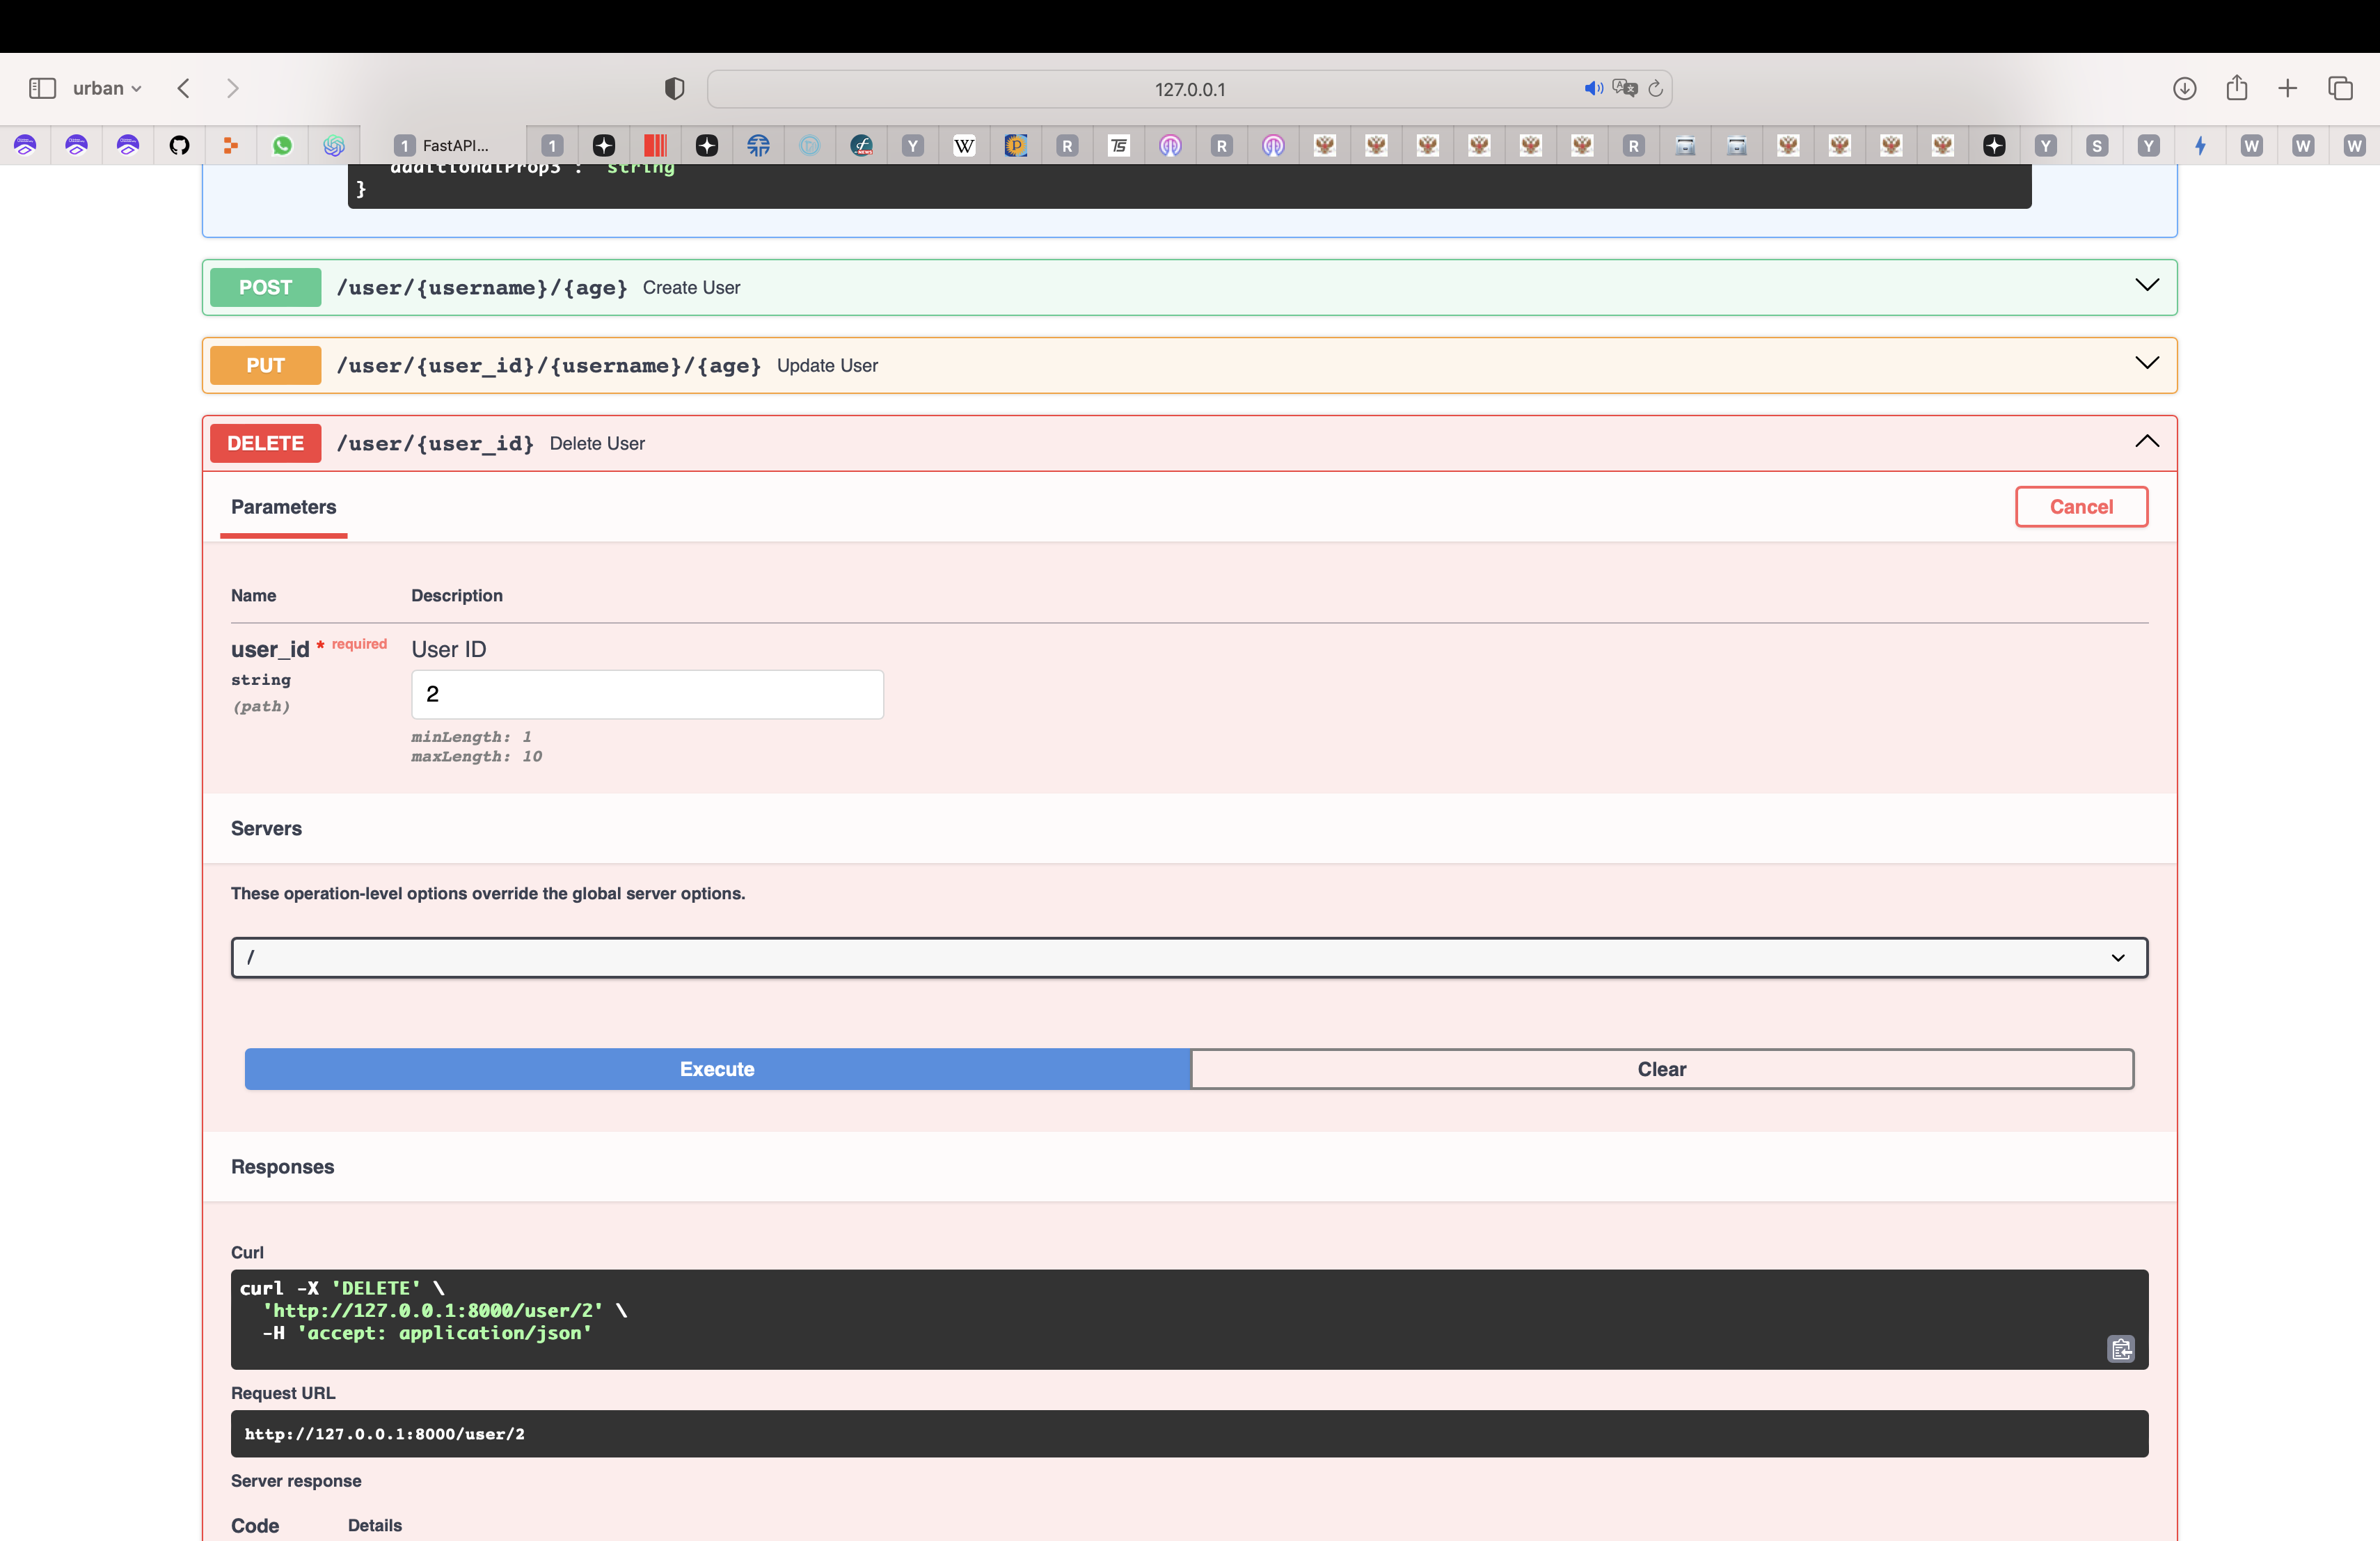 urban
127.0.0.1
1 FastAPI...
1
Y
W
P
R
TS
R
R
Y
S
Y
W
W
W
"additionalProp3": "string"
}
POST /user/{username}/{age} Create User
PUT /user/{user_id}/{username}/{age} Update User
DELETE /user/{user_id} Delete User
Parameters
Cancel
Name Description
user_id * required User ID
string
2
(path)
minLength: 1
maxLength: 10
Servers
These operation-level options override the global server options.
/
Execute Clear
Responses
Curl
curl -X 'DELETE' \
'http://127.0.0.1:8000/user/2' \
-H 'accept: application/json'
Request URL
http://127.0.0.1:8000/user/2
Server response
Code Details